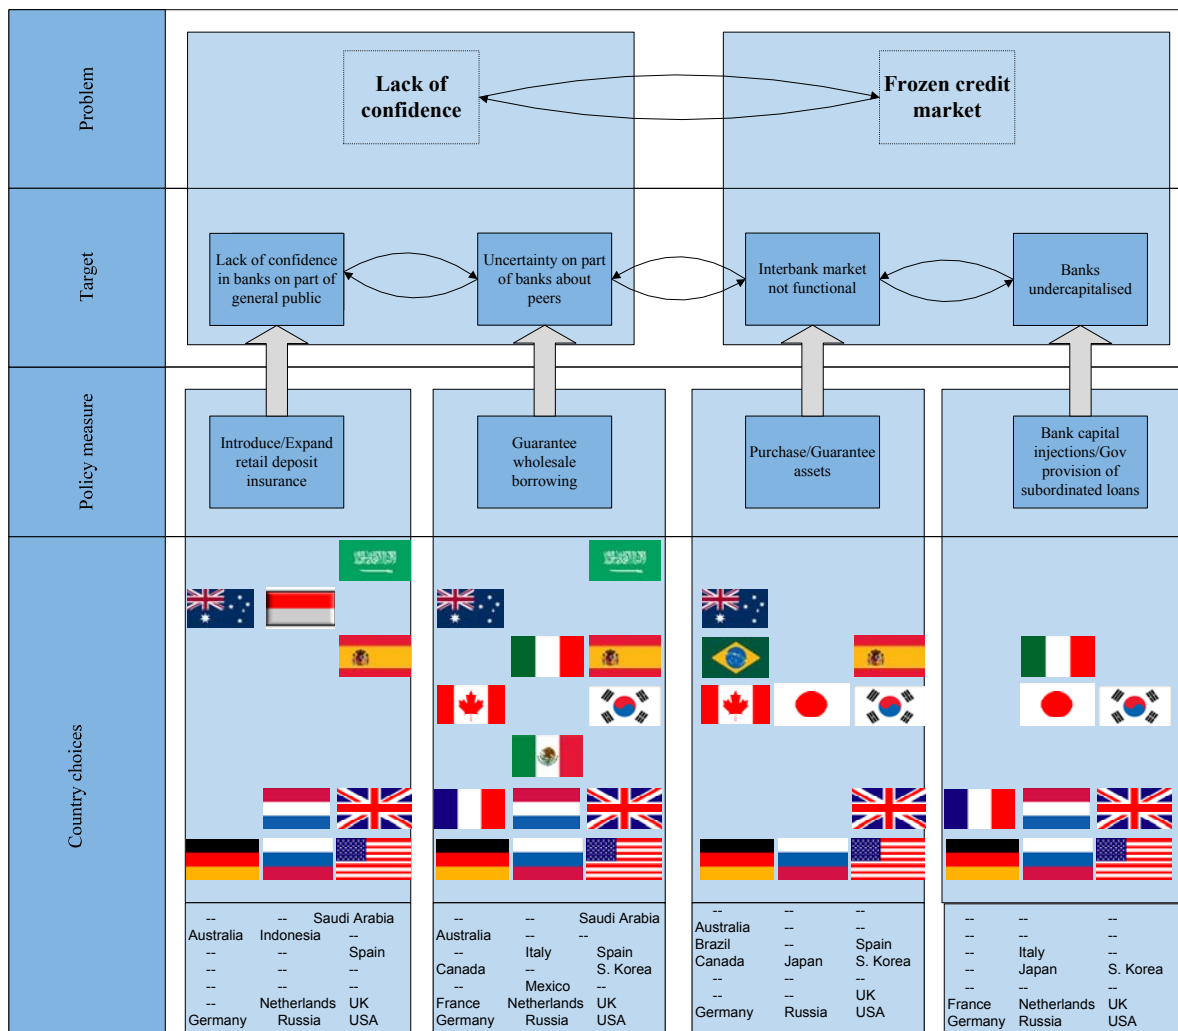 Problem
Lack of
confidence
Frozen credit
market
Target
Lack of confidence
in banks on part of
general public
Uncertainty on part
of banks about
peers
Interbank market
not functional
Banks
undercapitalised
Policy measure
Introduce/Expand
retail deposit
insurance
Guarantee
wholesale
borrowing
Purchase/Guarantee
assets
Bank capital
injections/Gov
provision of
subordinated loans
Country choices
-- -- Saudi Arabia
Australia Indonesia --
-- -- Spain
-- -- --
-- -- --
-- Netherlands UK
Germany Russia USA
-- -- Saudi Arabia
Australia -- --
-- Italy Spain
Canada -- S. Korea
-- Mexico --
France Netherlands UK
Germany Russia USA
-- -- --
Australia -- --
Brazil -- Spain
Canada Japan S. Korea
-- -- --
-- -- UK
Germany Russia USA
-- -- --
-- -- --
-- Italy --
-- Japan S. Korea
-- -- --
France Netherlands UK
Germany Russia USA